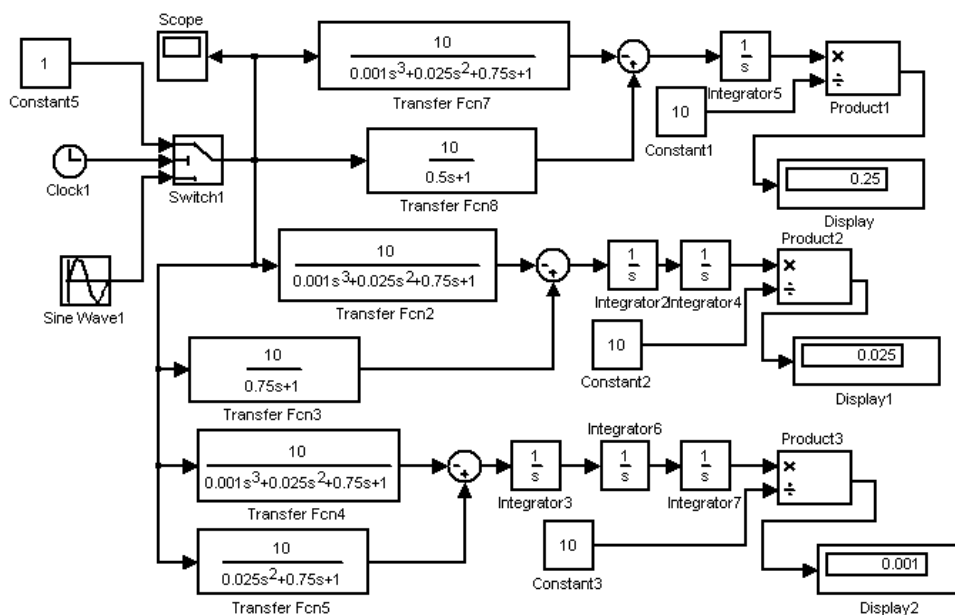 Scope
1
Constant5
10
0.001s3+0.025s2+0.75s+1
Transfer Fcn7
-
+
1
s
Integrator5
×
÷
Product1
10
Constant1
Clock1
Switch1
10
0.5s+1
Transfer Fcn8
0.25
Display
Sine Wave1
10
0.001s3+0.025s2+0.75s+1
Transfer Fcn2
-
+
1
s
Integrator2
1
s
Integrator4
Product2
×
÷
10
Constant2
0.025
Display1
10
0.75s+1
Transfer Fcn3
10
0.001s3+0.025s2+0.75s+1
Transfer Fcn4
-
+
1
s
Integrator3
Integrator6
1
s
1
s
Integrator7
Product3
×
÷
10
Constant3
10
0.025s2+0.75s+1
Transfer Fcn5
0.001
Display2